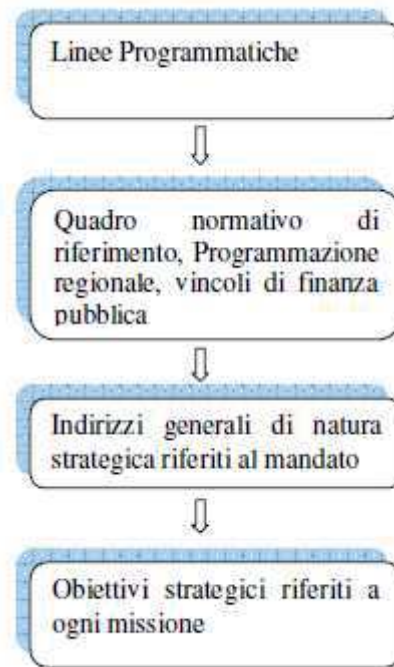 Linee Programmatiche
Quadro normativo di
riferimento, Programmazione
regionale, vincoli di finanza
pubblica
Indirizzi generali di natura
strategica riferiti al mandato
Obiettivi strategici riferiti a
ogni missione